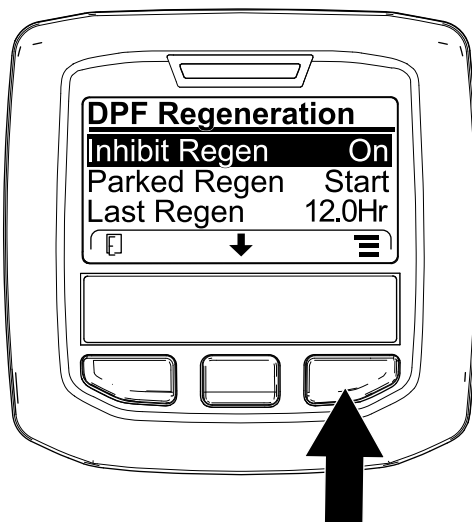 DPF Regeneration
Inhibit Regen On
Parked Regen Start
Last Regen 12.0Hr